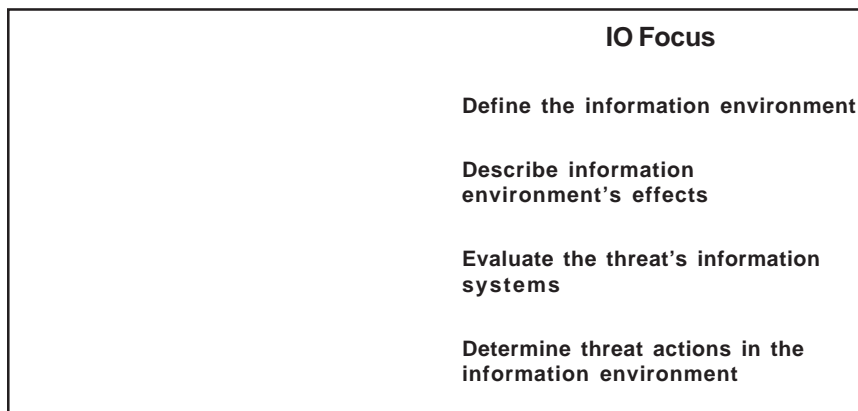 IO Focus
Define the information environment
Describe information
environment's effects
Evaluate the threat's information
systems
Determine threat actions in the
information environment